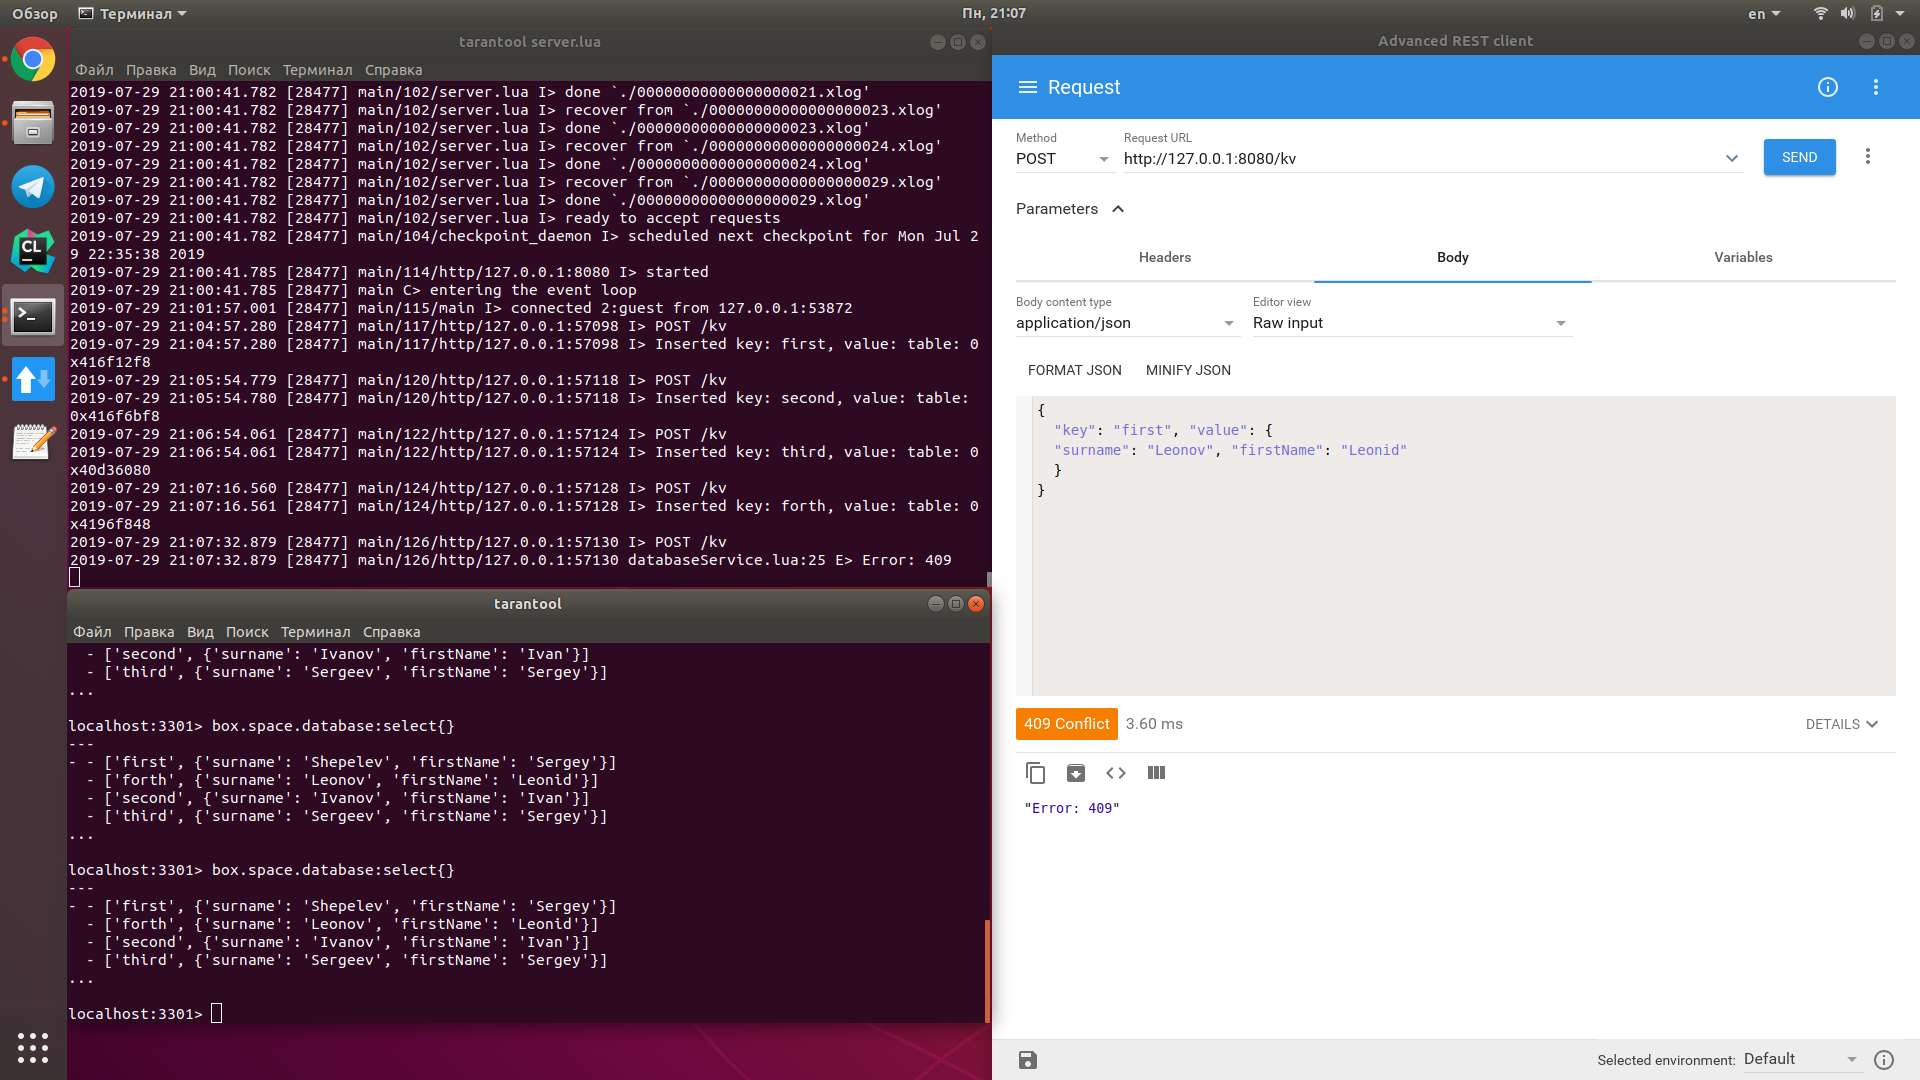 Обзор
Терминал
Пн, 21:07
en
tarantool server.lua
Файл Правка Вид Поиск Терминал Справка
2019-07-29 21:00:41.782 [28477] main/102/server.lua I> done `./00000000000000000021.xlog'
2019-07-29 21:00:41.782 [28477] main/102/server.lua I> recover from `./00000000000000000023.xlog'
2019-07-29 21:00:41.782 [28477] main/102/server.lua I> done `./00000000000000000023.xlog'
2019-07-29 21:00:41.782 [28477] main/102/server.lua I> recover from `./00000000000000000024.xlog'
2019-07-29 21:00:41.782 [28477] main/102/server.lua I> done `./00000000000000000024.xlog'
2019-07-29 21:00:41.782 [28477] main/102/server.lua I> recover from `./00000000000000000029.xlog'
2019-07-29 21:00:41.782 [28477] main/102/server.lua I> done `./00000000000000000029.xlog'
2019-07-29 21:00:41.782 [28477] main/102/server.lua I> ready to accept requests
2019-07-29 21:00:41.782 [28477] main/104/checkpoint_daemon I> scheduled next checkpoint for Mon Jul 2
9 22:35:38 2019
2019-07-29 21:00:41.785 [28477] main/114/http/127.0.0.1:8080 I> started
2019-07-29 21:00:41.785 [28477] main C> entering the event loop
2019-07-29 21:01:57.001 [28477] main/115/main I> connected 2:guest from 127.0.0.1:53872
2019-07-29 21:04:57.280 [28477] main/117/http/127.0.0.1:57098 I> POST /kv
2019-07-29 21:04:57.280 [28477] main/117/http/127.0.0.1:57098 I> Inserted key: first, value: table: 0
x416f12f8
2019-07-29 21:05:54.779 [28477] main/120/http/127.0.0.1:57118 I> POST /kv
2019-07-29 21:05:54.780 [28477] main/120/http/127.0.0.1:57118 I> Inserted key: second, value: table:
0x416f6bf8
2019-07-29 21:06:54.061 [28477] main/122/http/127.0.0.1:57124 I> POST /kv
2019-07-29 21:06:54.061 [28477] main/122/http/127.0.0.1:57124 I> Inserted key: third, value: table: 0
x40d36080
2019-07-29 21:07:16.560 [28477] main/124/http/127.0.0.1:57128 I> POST /kv
2019-07-29 21:07:16.561 [28477] main/124/http/127.0.0.1:57128 I> Inserted key: forth, value: table: 0
x4196f848
2019-07-29 21:07:32.879 [28477] main/126/http/127.0.0.1:57130 I> POST /kv
2019-07-29 21:07:32.879 [28477] main/126/http/127.0.0.1:57130 databaseService.lua:25 E> Error: 409
tarantool
Файл Правка Вид Поиск Терминал Справка
- ['second', {'surname': 'Ivanov', 'firstName': 'Ivan'}]
- ['third', {'surname': 'Sergeev', 'firstName': 'Sergey'}]
...
localhost:3301> box.space.database:select{}
---
- - ['first', {'surname': 'Shepelev', 'firstName': 'Sergey'}]
- ['forth', {'surname': 'Leonov', 'firstName': 'Leonid'}]
- ['second', {'surname': 'Ivanov', 'firstName': 'Ivan'}]
- ['third', {'surname': 'Sergeev', 'firstName': 'Sergey'}]
...
localhost:3301> box.space.database:select{}
---
- - ['first', {'surname': 'Shepelev', 'firstName': 'Sergey'}]
- ['forth', {'surname': 'Leonov', 'firstName': 'Leonid'}]
- ['second', {'surname': 'Ivanov', 'firstName': 'Ivan'}]
- ['third', {'surname': 'Sergeev', 'firstName': 'Sergey'}]
...
localhost:3301>
CL
Advanced REST client
Request
Method
Request URL
POST
http://127.0.0.1:8080/kv
SEND
Parameters
Headers
Body
Variables
Body content type
Editor view
application/json
Raw input
FORMAT JSON
MINIFY JSON
{
"key": "first", "value": {
"surname": "Leonov", "firstName": "Leonid"
}
}
409 Conflict
3.60 ms
DETAILS
"Error: 409"
Selected environment: Default